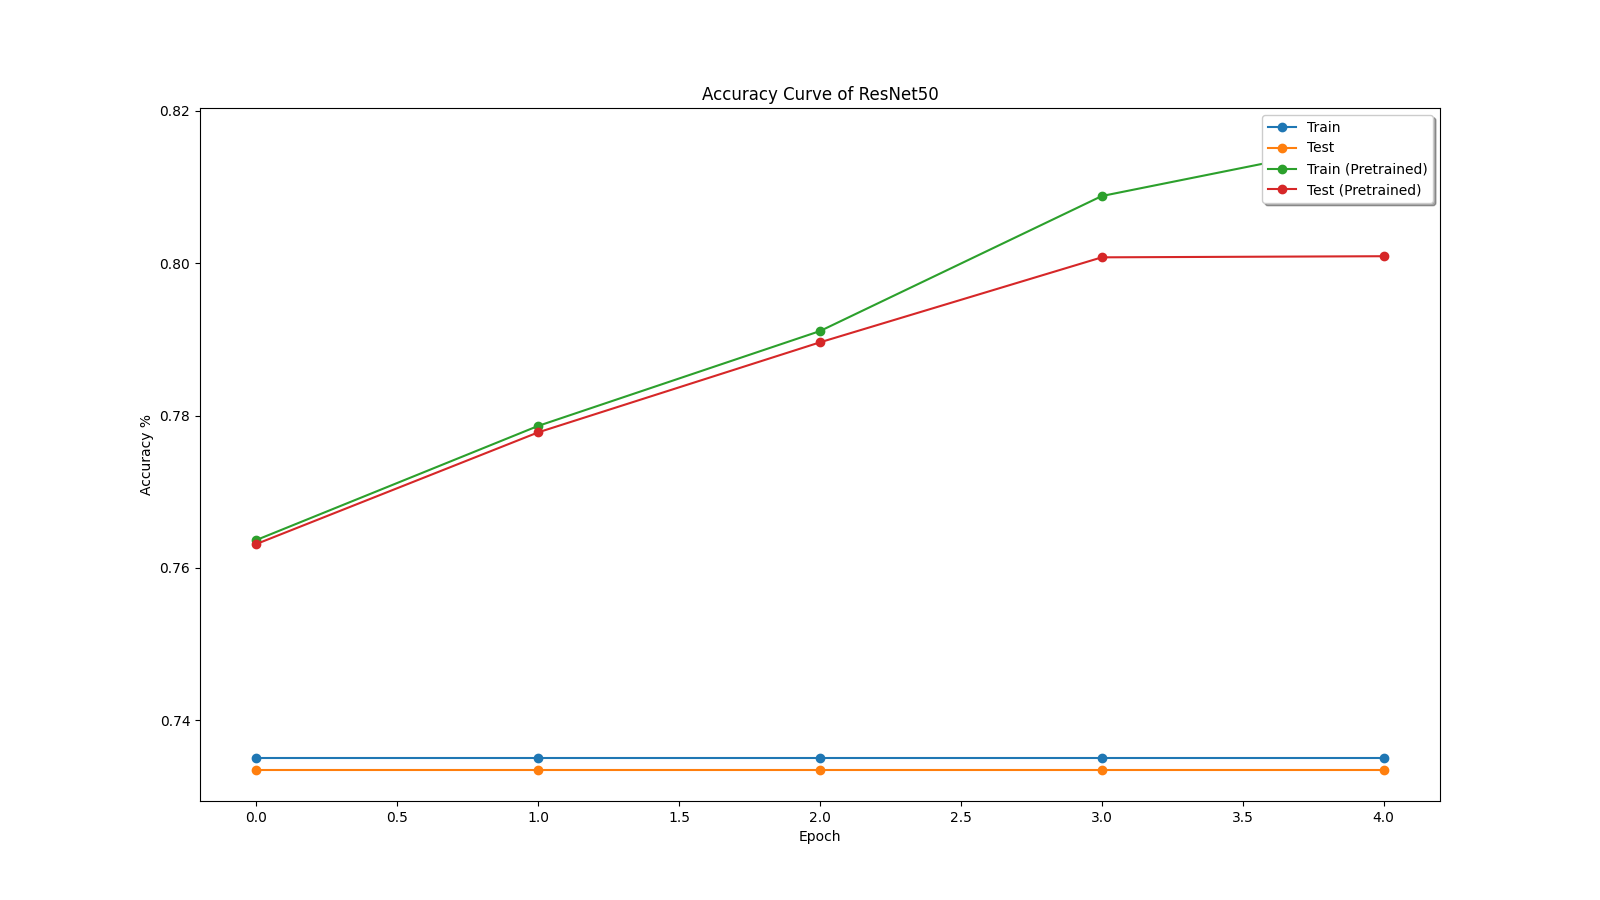 Accuracy Curve of ResNet50
0.82
0.80
0.78
0.76
0.74
Accuracy %
Train
Test
Train (Pretrained)
Test (Pretrained)
0.0 0.5 1.0 1.5 2.0 2.5 3.0 3.5 4.0
Epoch